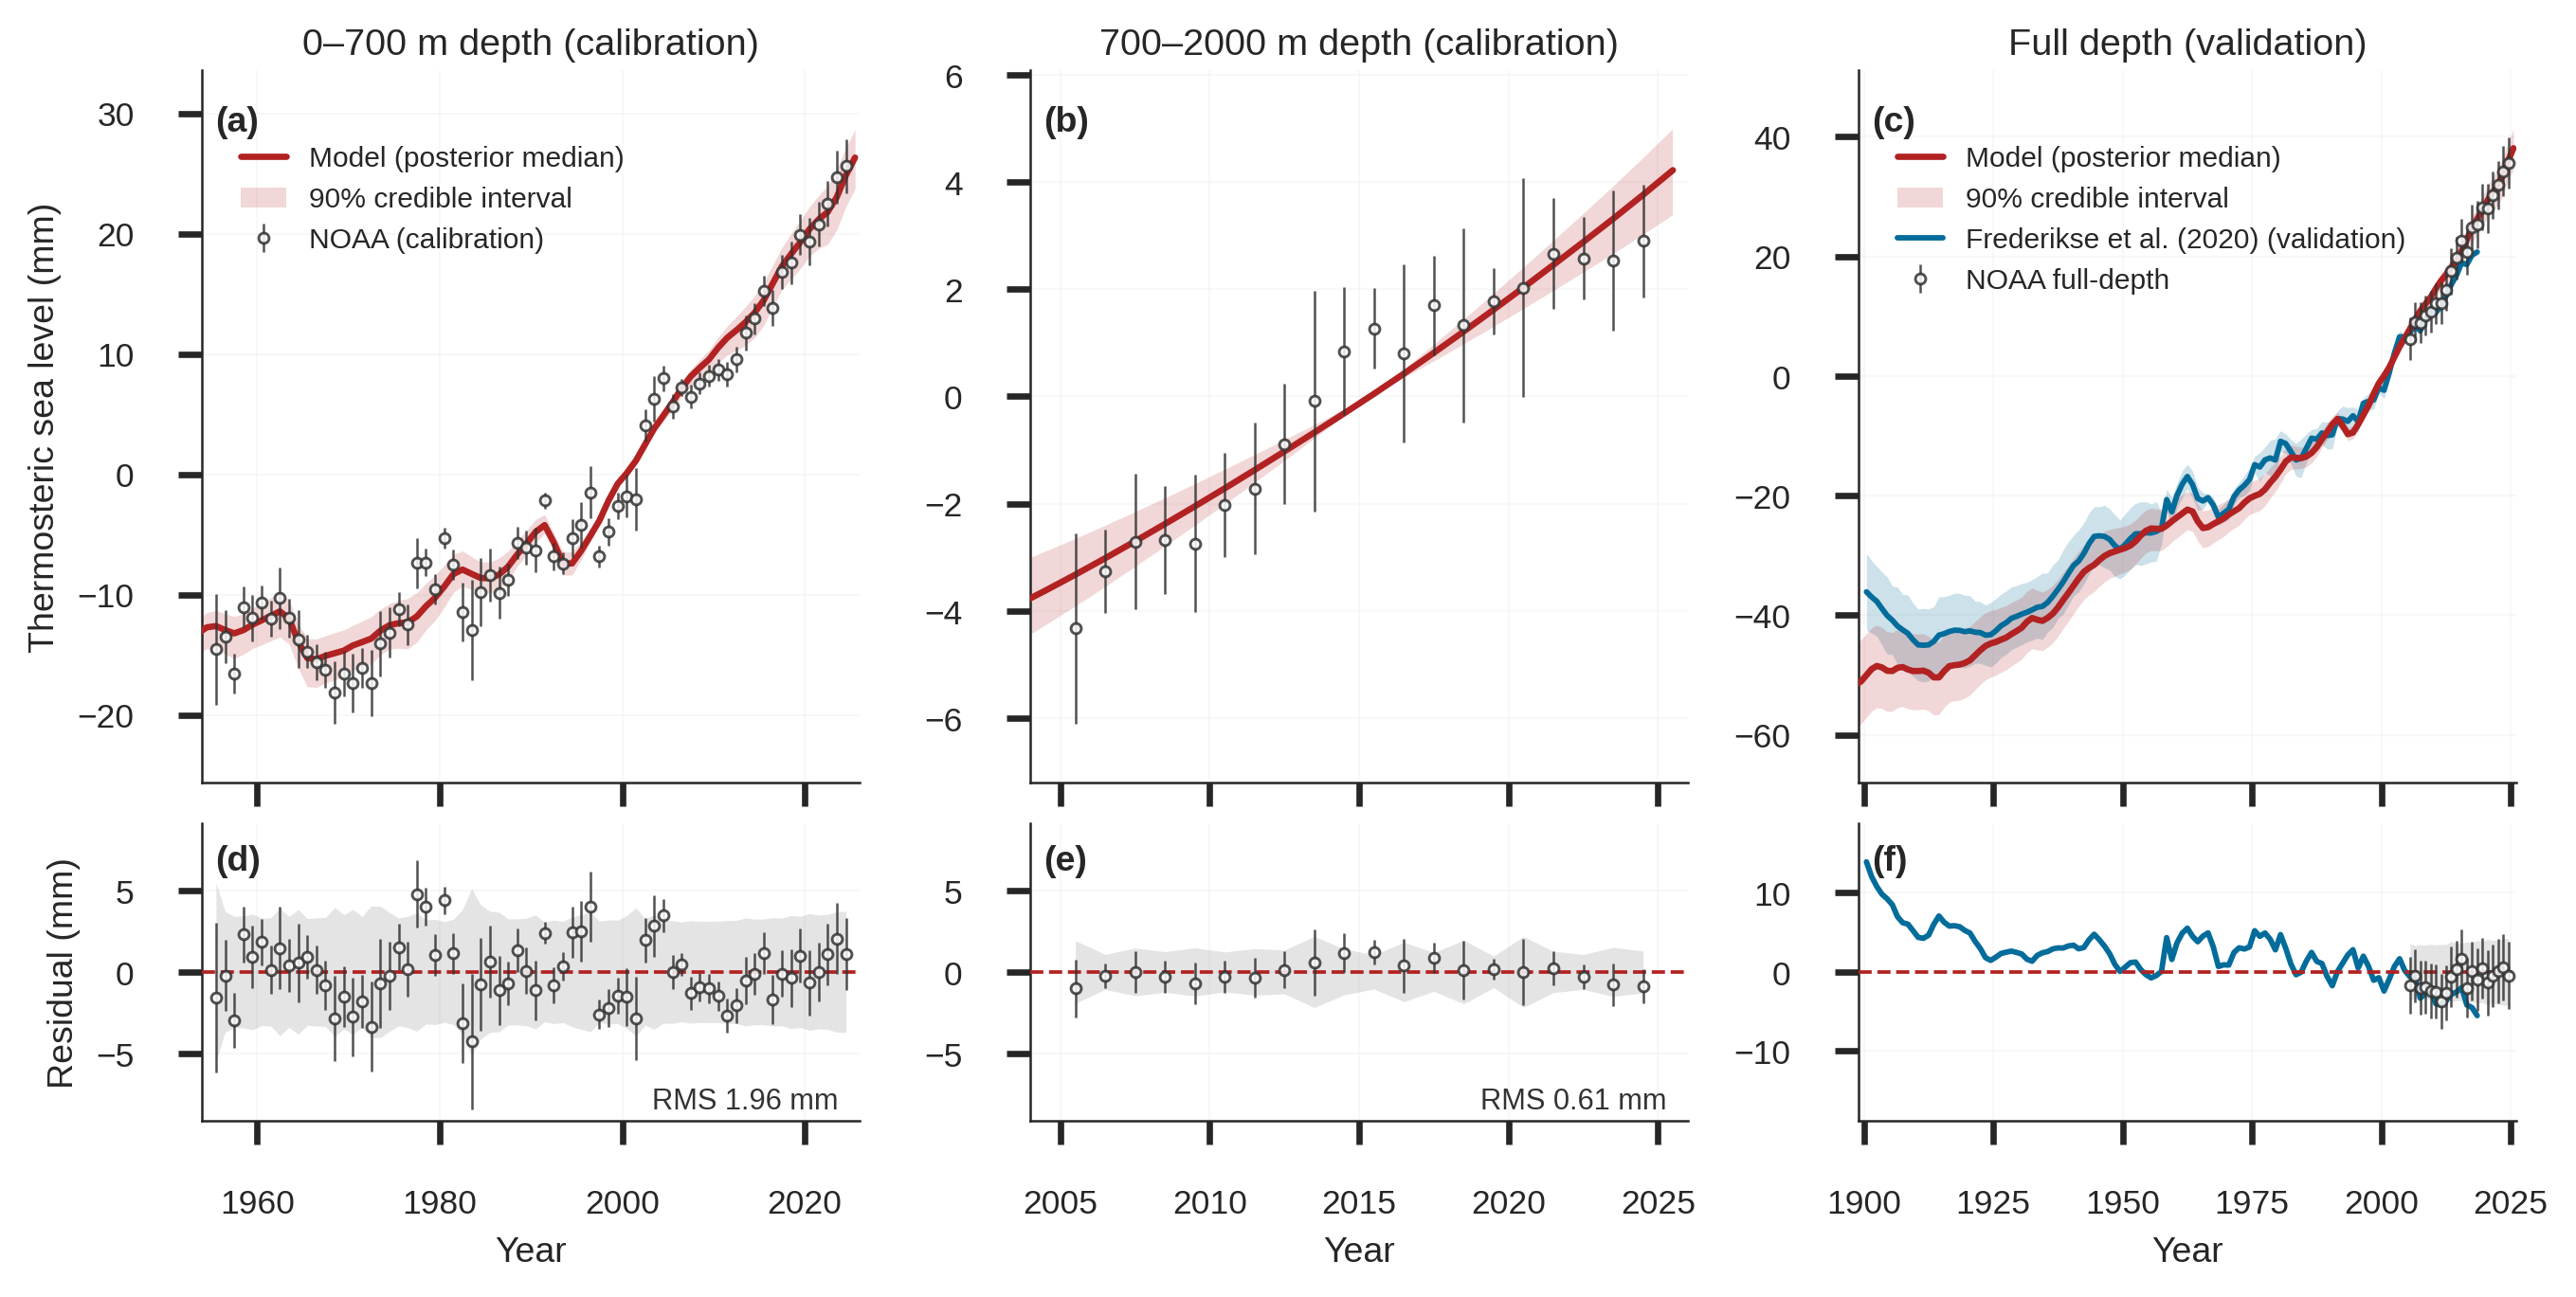 0–700 m depth (calibration)
700–2000 m depth (calibration)
Full depth (validation)
Thermosteric sea level (mm)
30
20
10
0
−10
−20
(a)
Model (posterior median)
90% credible interval
NOAA (calibration)
6
4
2
0
−2
−4
−6
(b)
40
20
0
−20
−40
−60
(c)
Model (posterior median)
90% credible interval
Frederikse et al. (2020) (validation)
NOAA full-depth
Residual (mm)
5
0
−5
(d)
RMS 1.96 mm
1960 1980 2000 2020
Year
5
0
−5
(e)
RMS 0.61 mm
2005 2010 2015 2020 2025
Year
10
0
−10
(f)
1900 1925 1950 1975 2000 2025
Year